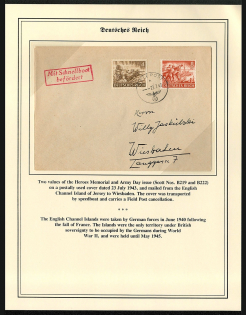 Deutsches Reich
Mit Schnellboot
befördert
Herrn
Willy
Wiesbaden
7
Two values of the Heroes Memorial and Army Day issue (Scott Nos. B219 and B222)
on a postally used cover dated 23 July 1943, and mailed from the English
Channel Island of Jersey to Wiesbaden. The cover was transported
by speedboat and carries a Field Post cancellation.
* * *
The English Channel Islands were taken by German forces in June 1940 following
the fall of France. The Islands were the only territory under British
sovereignty to be occupied by the Germans during World
War II, and were held until May 1945.